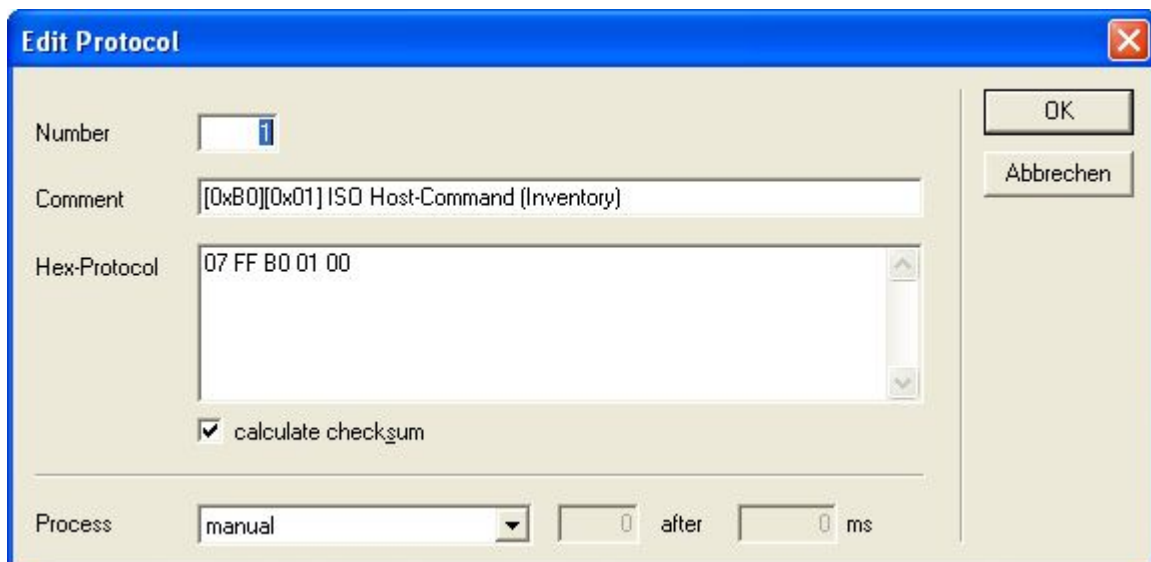 Edit Protocol
Number 1
OK
Comment [0xB0][0x01] ISO Host-Command (Inventory)
Abbrechen
Hex-Protocol 07 FF B0 01 00
calculate checksum
Process manual 0 after 0 ms